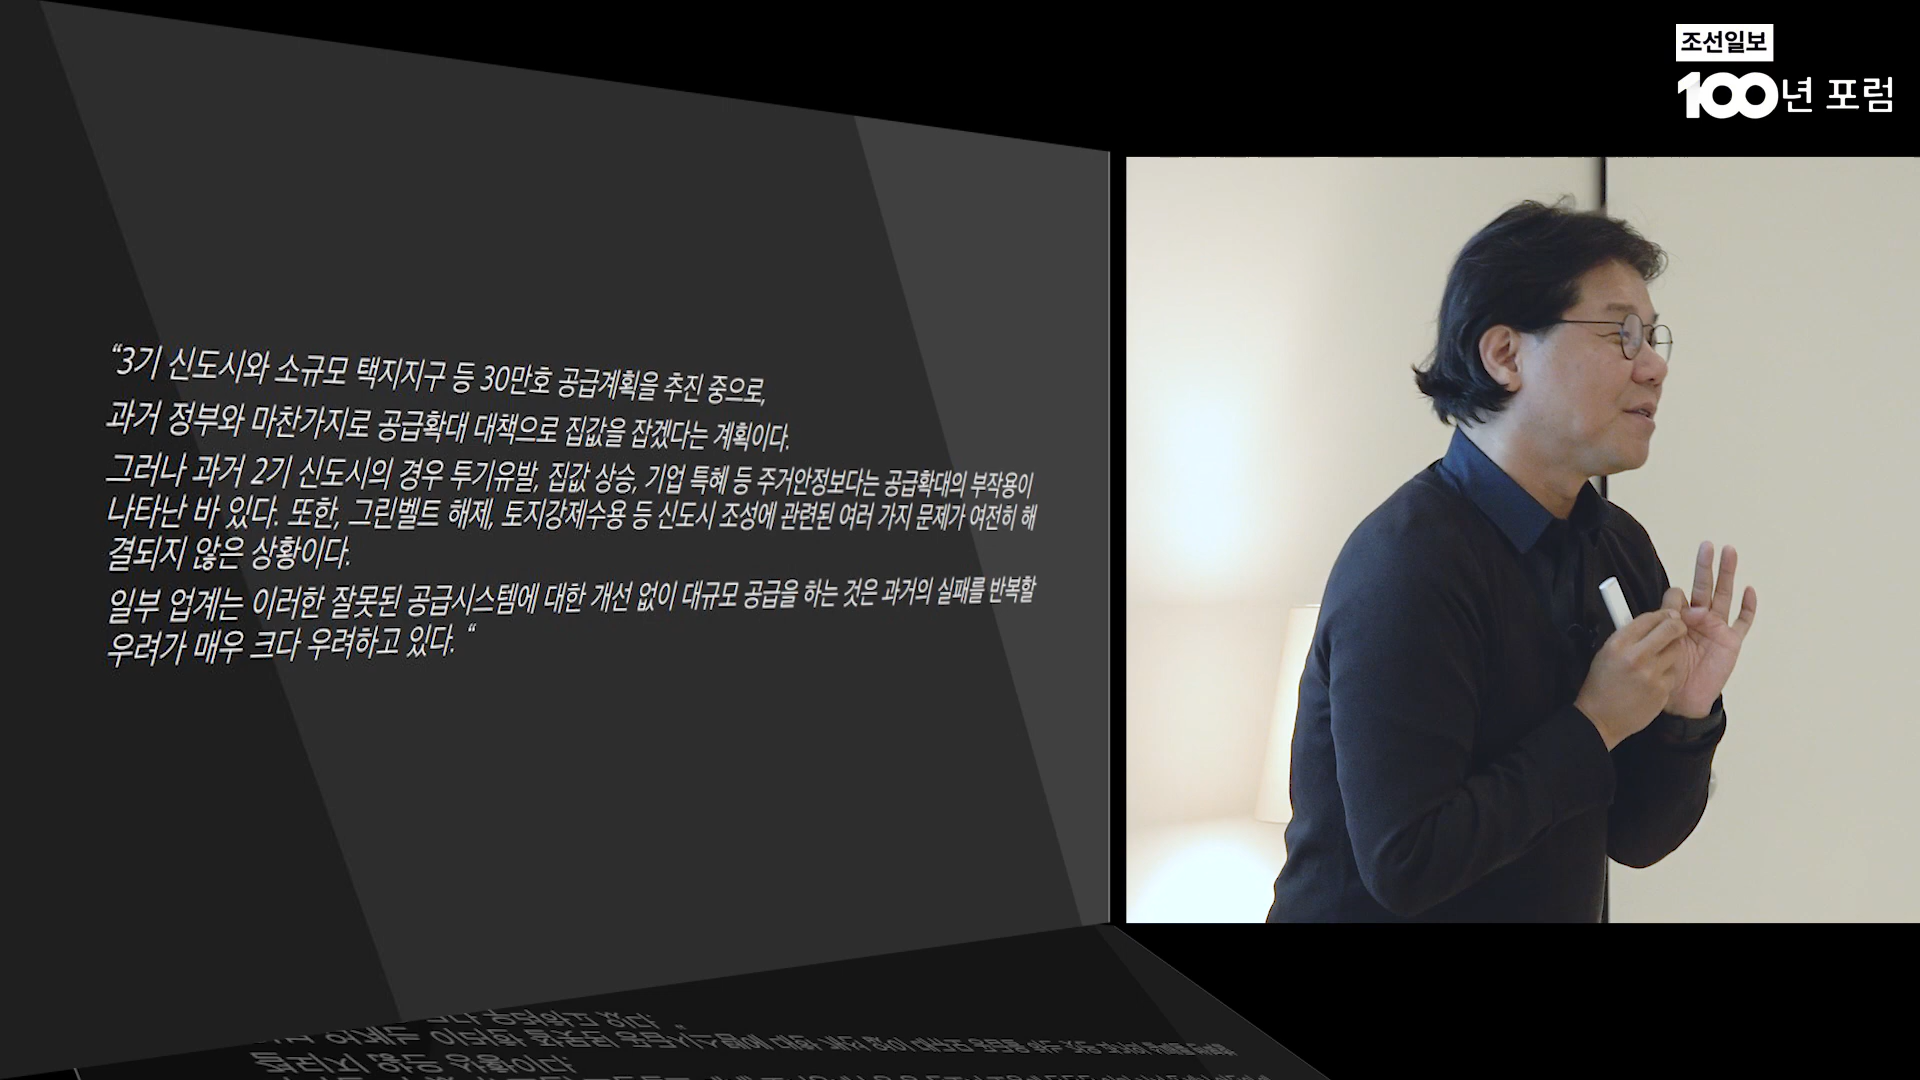 조선일보
100년 포럼
“3기 신도시와 소규모 택지지구 등 30만호 공급계획을 추진 중으로,
과거 정부와 마찬가지로 공급확대 대책으로 집값을 잡겠다는 계획이다.
그러나 과거 2기 신도시의 경우 투기유발, 집값 상승, 기업 특혜 등 주거안정보다는 공급확대의 부작용이
나타난 바 있다. 또한, 그린벨트 해제, 토지강제수용 등 신도시 조성에 관련된 여러 가지 문제가 여전히 해
결되지 않은 상황이다.
일부 업계는 이러한 잘못된 공급시스템에 대한 개선 없이 대규모 공급을 하는 것은 과거의 실패를 반복할
우려가 매우 크다 우려하고 있다. “